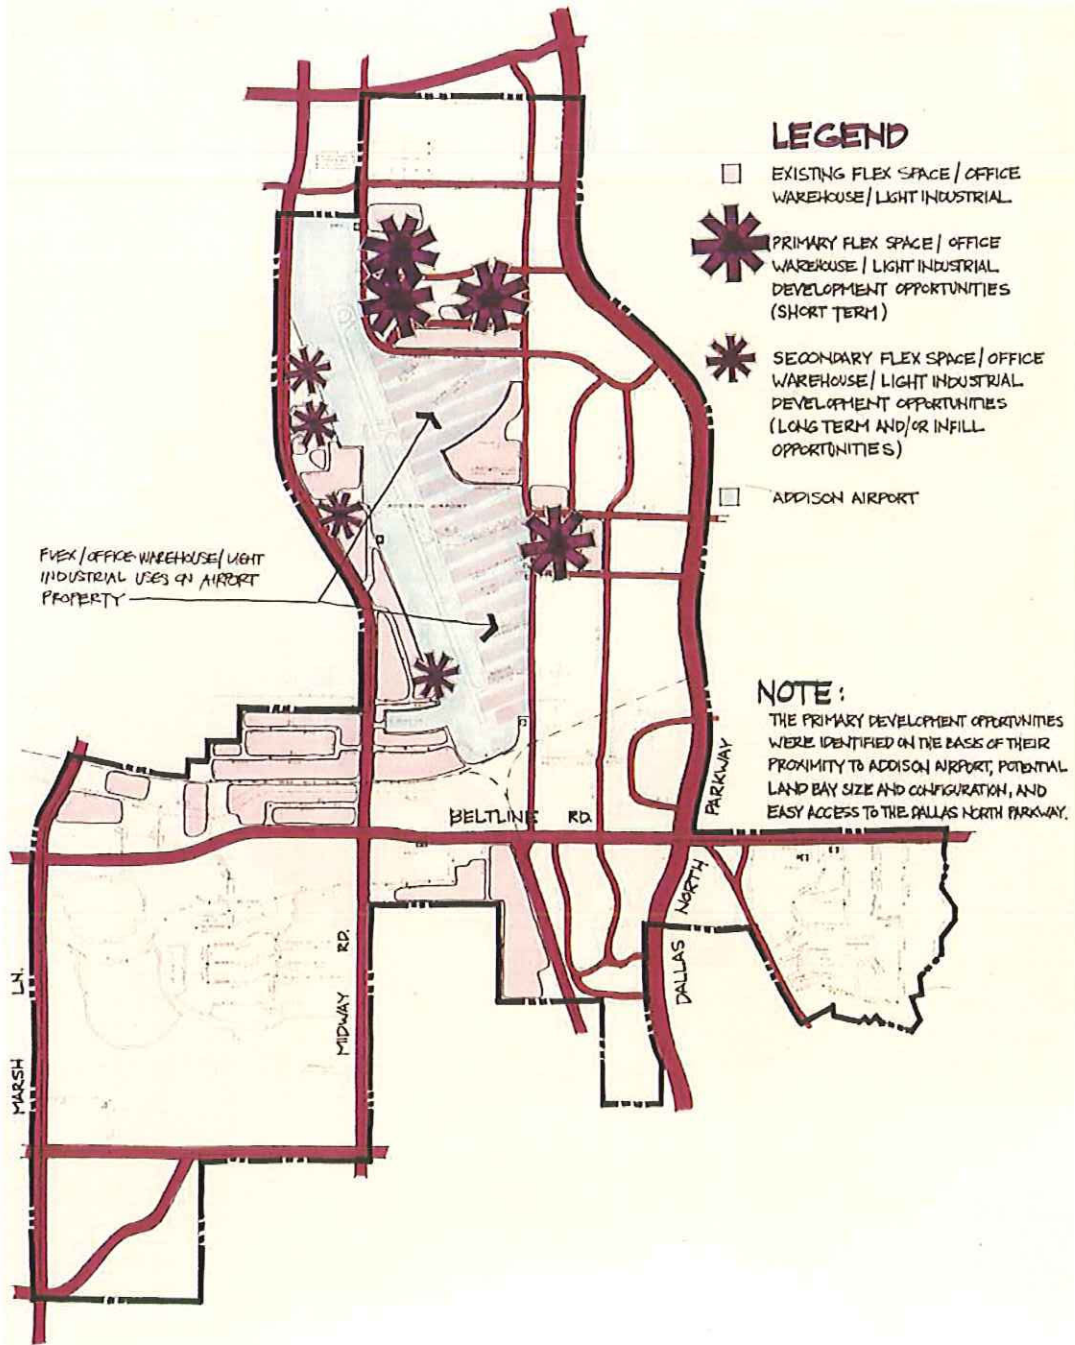 LEGEND
EXISTING FLEX SPACE / OFFICE
WAREHOUSE / LIGHT INDUSTRIAL
PRIMARY FLEX SPACE / OFFICE
WAREHOUSE / LIGHT INDUSTRIAL
DEVELOPMENT OPPORTUNITIES
(SHORT TERM)
SECONDARY FLEX SPACE / OFFICE
WAREHOUSE / LIGHT INDUSTRIAL
DEVELOPMENT OPPORTUNITIES
(LONG TERM AND/OR INFILL
OPPORTUNITIES)
ADDISON AIRPORT
ADDISON AIRPORT
FLEX / OFFICE-WAREHOUSE / LIGHT
INDUSTRIAL USES ON AIRPORT
PROPERTY
NOTE:
THE PRIMARY DEVELOPMENT OPPORTUNITIES
WERE IDENTIFIED ON THE BASIS OF THEIR
PROXIMITY TO ADDISON AIRPORT, POTENTIAL
LAND BAY SIZE AND CONFIGURATION, AND
EASY ACCESS TO THE DALLAS NORTH PARKWAY.
BELTLINE RD.
DALLAS NORTH PARKWAY
MIDWAY RD.
MARSH LN.